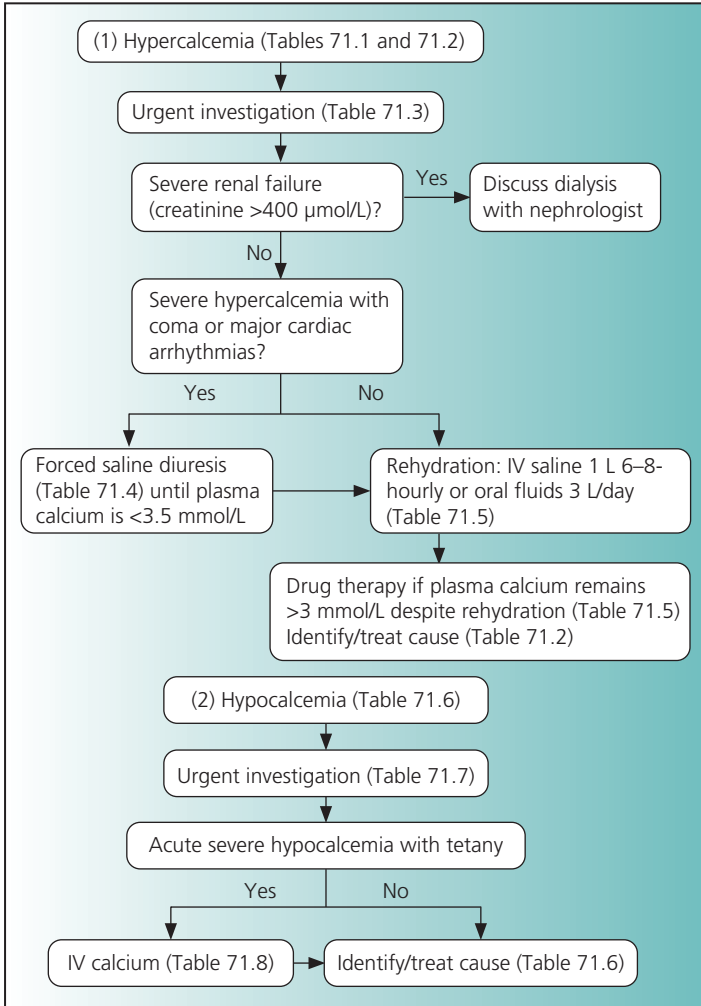 (1) Hypercalcemia (Tables 71.1 and 71.2)
Urgent investigation (Table 71.3)
Severe renal failure
(creatinine >400 µmol/L)?
Yes
Discuss dialysis
with nephrologist
No
Severe hypercalcemia with
coma or major cardiac
arrhythmias?
Yes
No
Forced saline diuresis
(Table 71.4) until plasma
calcium is <3.5 mmol/L
Rehydration: IV saline 1 L 6–8-
hourly or oral fluids 3 L/day
(Table 71.5)
Drug therapy if plasma calcium remains
>3 mmol/L despite rehydration (Table 71.5)
Identify/treat cause (Table 71.2)
(2) Hypocalcemia (Table 71.6)
Urgent investigation (Table 71.7)
Acute severe hypocalcemia with tetany
Yes
No
IV calcium (Table 71.8)
Identify/treat cause (Table 71.6)